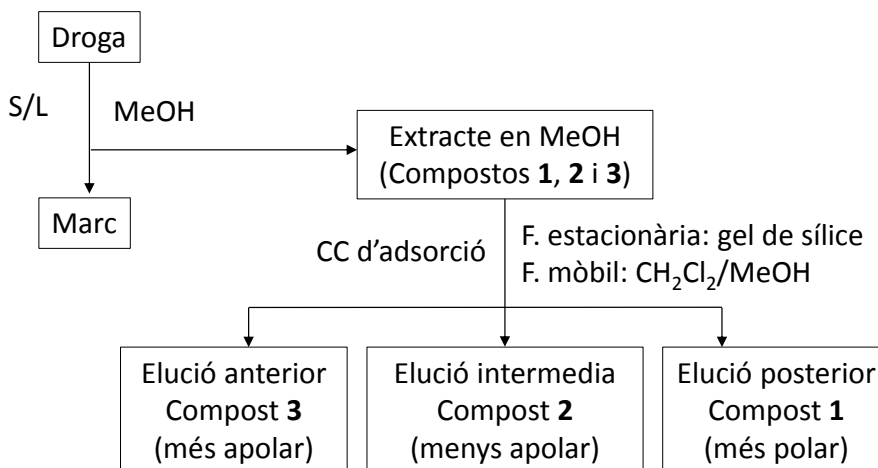 Droga
S/L
MeOH
Extracte en MeOH
(Compostos 1, 2 i 3)
Marc
CC d'adsorció
F. estacionària: gel de sílice
F. mòbil: CH₂Cl₂/MeOH
Elució anterior
Compost 3
(més apolar)
Elució intermedia
Compost 2
(menys apolar)
Elució posterior
Compost 1
(més polar)